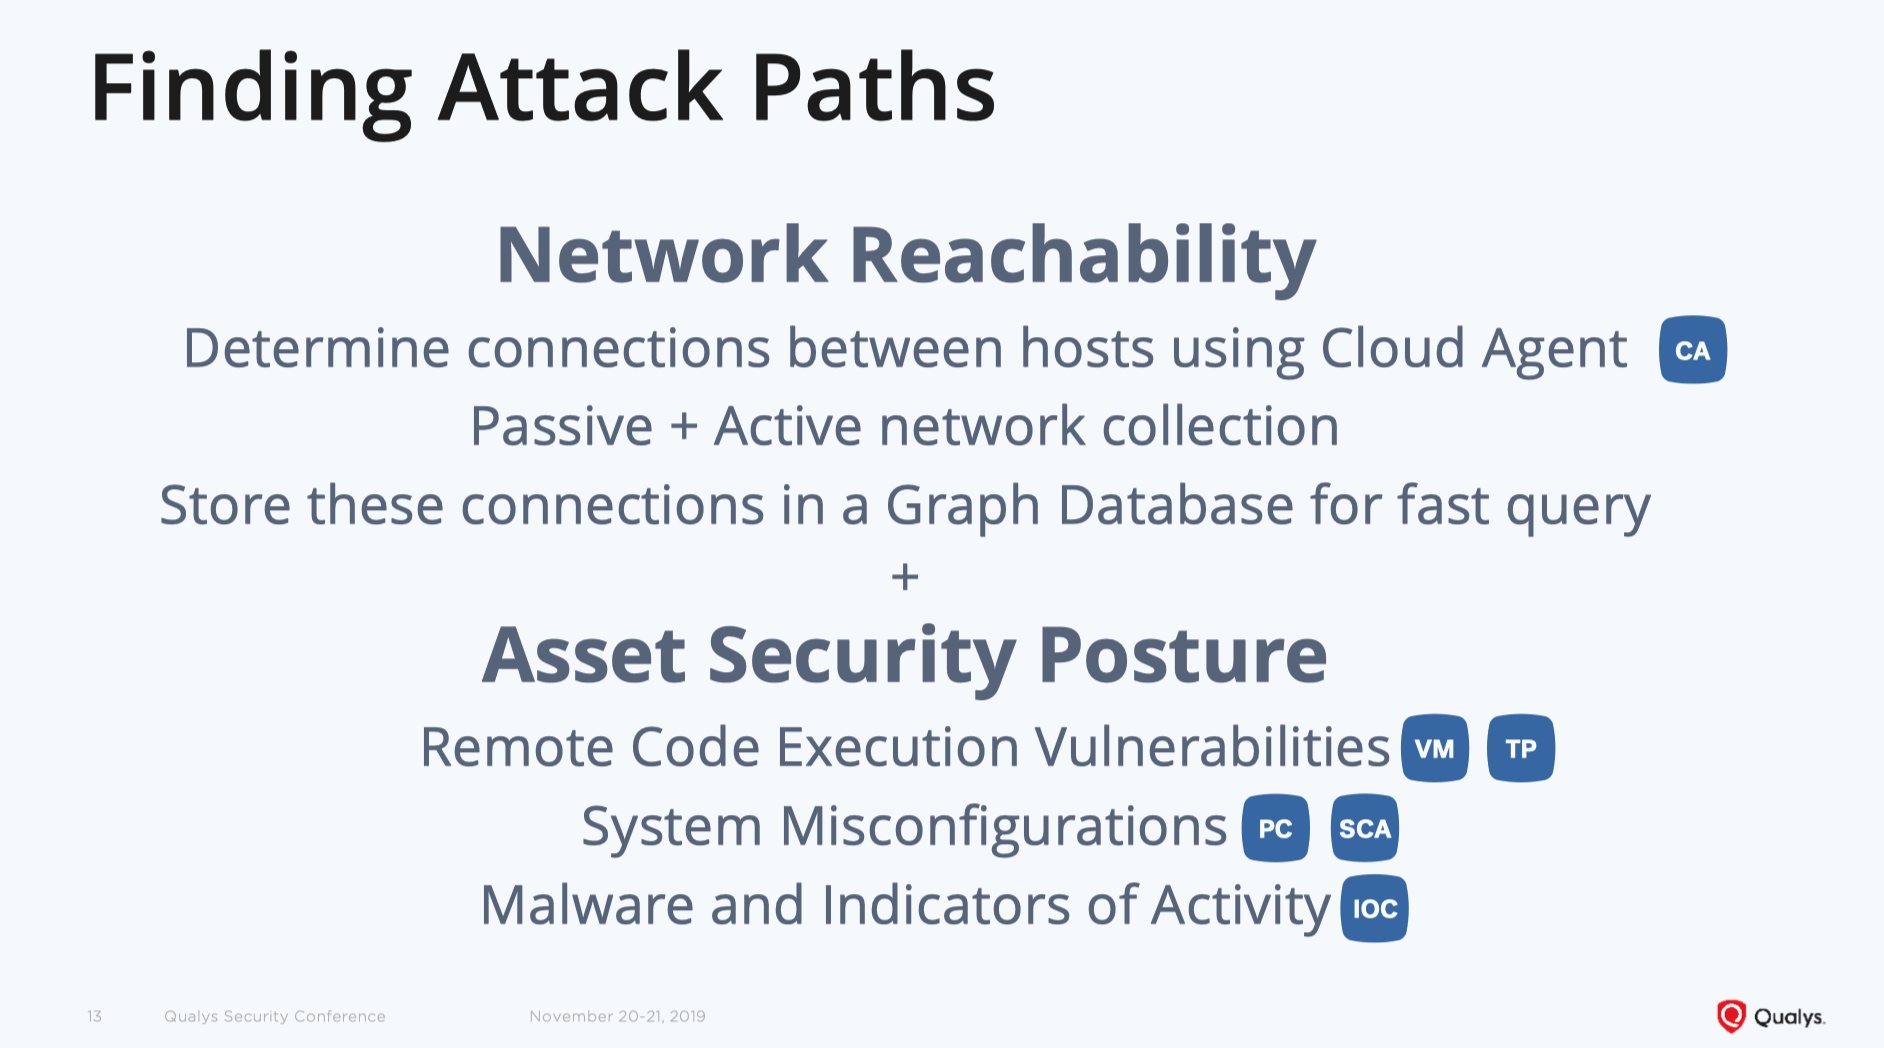 Finding Attack Paths
Network Reachability
Determine connections between hosts using Cloud Agent CA
Passive + Active network collection
Store these connections in a Graph Database for fast query
+
Asset Security Posture
Remote Code Execution Vulnerabilities VM TP
System Misconfigurations PC SCA
Malware and Indicators of Activity IOC
13 Qualys Security Conference November 20-21, 2019 Qualys.